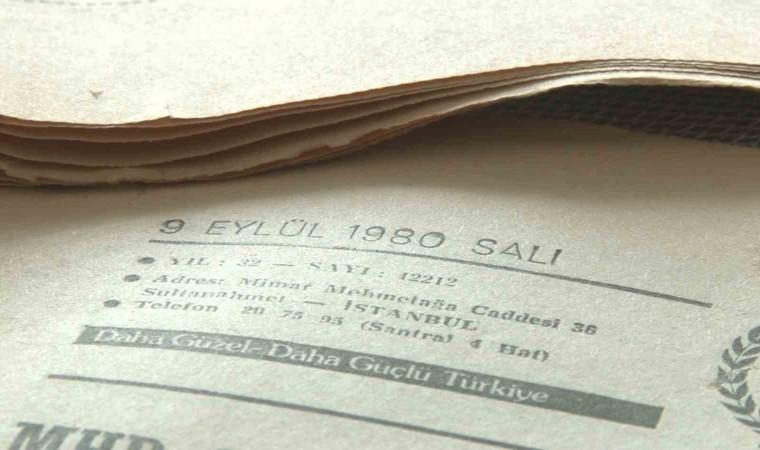 9 EYLÜL 1980 SALI
● YIL : 32 — SAYI : 12212
● Adres: Mimar Mehmetağa Caddesi 36
Sultanahmet — İSTANBUL
● Telefon 20 75 95 (Santral 4 Hat)
Daha Güzel-Daha Güçlü Türkiye
MHP